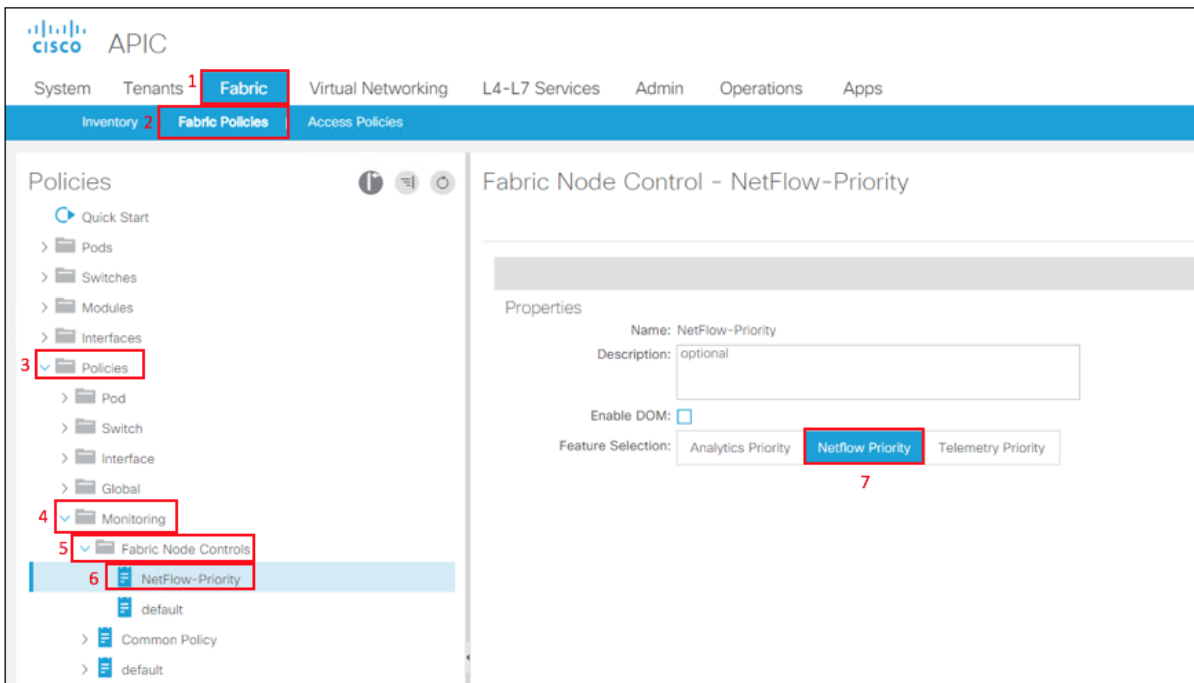 CISCO APIC
System Tenants 1 Fabric Virtual Networking L4-L7 Services Admin Operations Apps
Inventory 2 Fabric Policies | Access Policies
Policies
Quick Start
Pods
Switches
Modules
Interfaces
3 Policies
Pod
Switch
Interface
Global
4 Monitoring
5 Fabric Node Controls
6 NetFlow-Priority
default
Common Policy
default
Fabric Node Control - NetFlow-Priority
Properties
Name: NetFlow-Priority
Description: optional
Enable DOM:
Feature Selection: Analytics Priority Netflow Priority Telemetry Priority
7